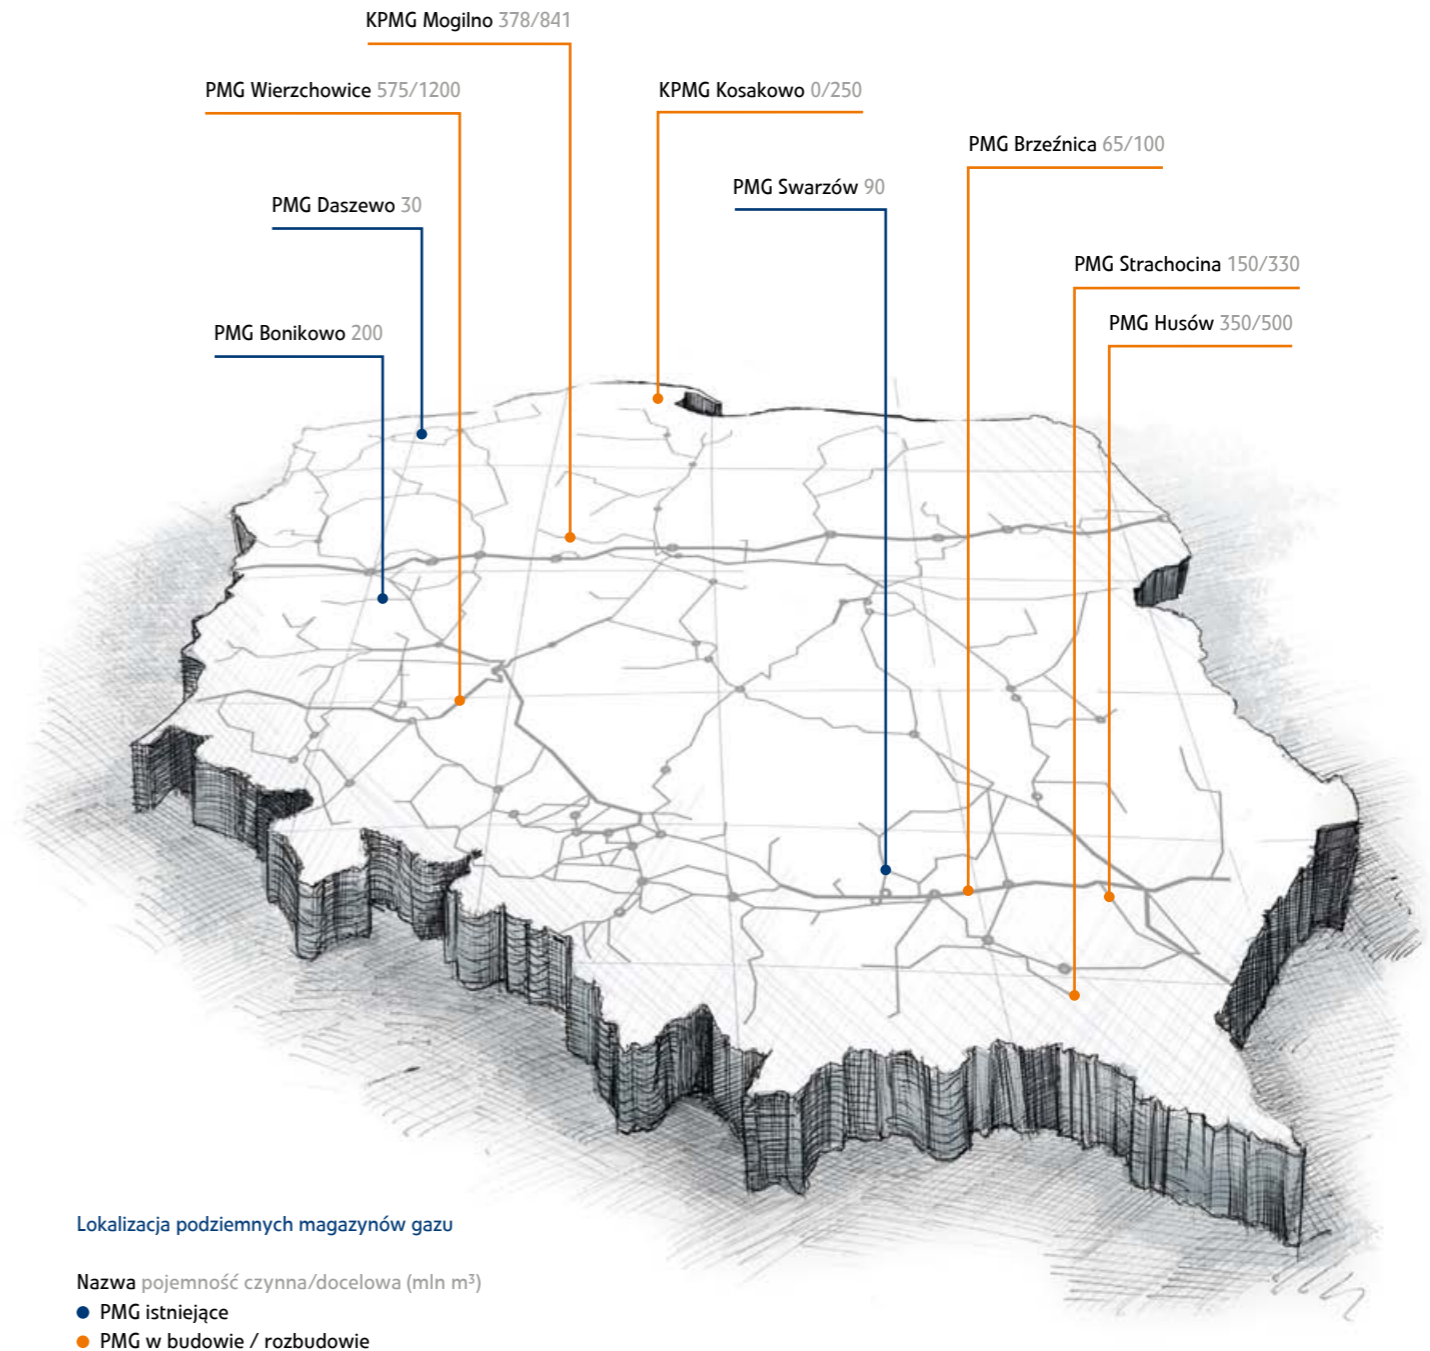 KPMG Mogilno 378/841
PMG Wierzchowice 575/1200
KPMG Kosakowo 0/250
PMG Brzeźnica 65/100
PMG Swarzów 90
PMG Daszewo 30
PMG Strachocina 150/330
PMG Husów 350/500
PMG Bonikowo 200
Lokalizacja podziemnych magazynów gazu
Nazwa pojemność czynna/docelowa (mln m³)
PMG istniejące
PMG w budowie / rozbudowie